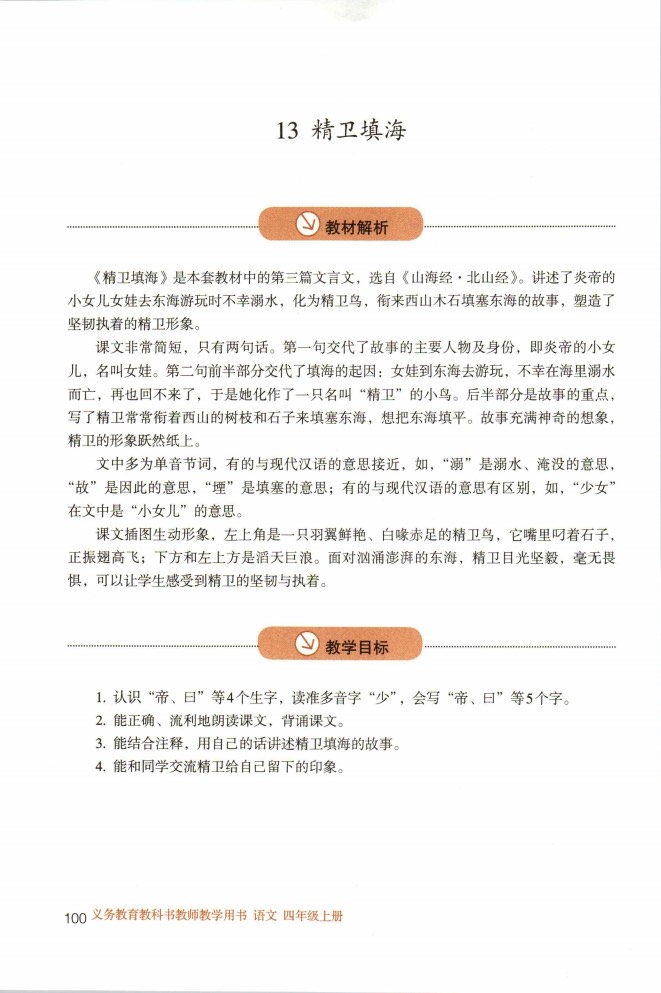 13 精卫填海
教材解析
《精卫填海》是本套教材中的第三篇文言文，选自《山海经·北山经》。讲述了炎帝的
小女儿女娃去东海游玩时不幸溺水，化为精卫鸟，衔来西山木石填塞东海的故事，塑造了
坚韧执着的精卫形象。
课文非常简短，只有两句话。第一句交代了故事的主要人物及身份，即炎帝的小女
儿，名叫女娃。第二句前半部分交代了填海的起因：女娃到东海去游玩，不幸在海里溺水
而亡，再也回不来了，于是她化作了一只名叫“精卫”的小鸟。后半部分是故事的重点，
写了精卫常常衔着西山的树枝和石子来填塞东海，想把东海填平。故事充满神奇的想象，
精卫的形象跃然纸上。
文中多为单音节词，有的与现代汉语的意思接近，如，“溺”是溺水、淹没的意思，
“故”是因此的意思，“堙”是填塞的意思；有的与现代汉语的意思有区别，如，“少女”
在文中是“小女儿”的意思。
课文插图生动形象，左上角是一只羽翼鲜艳、白喙赤足的精卫鸟，它嘴里叼着石子，
正振翅高飞；下方和左上方是滔天巨浪。面对汹涌澎湃的东海，精卫目光坚毅，毫无畏
惧，可以让学生感受到精卫的坚韧与执着。
教学目标
1. 认识“帝、曰”等4个生字，读准多音字“少”，会写“帝、曰”等5个字。
2. 能正确、流利地朗读课文，背诵课文。
3. 能结合注释，用自己的话讲述精卫填海的故事。
4. 能和同学交流精卫给自己留下的印象。
100 义务教育教科书教师教学用书 语文 四年级上册